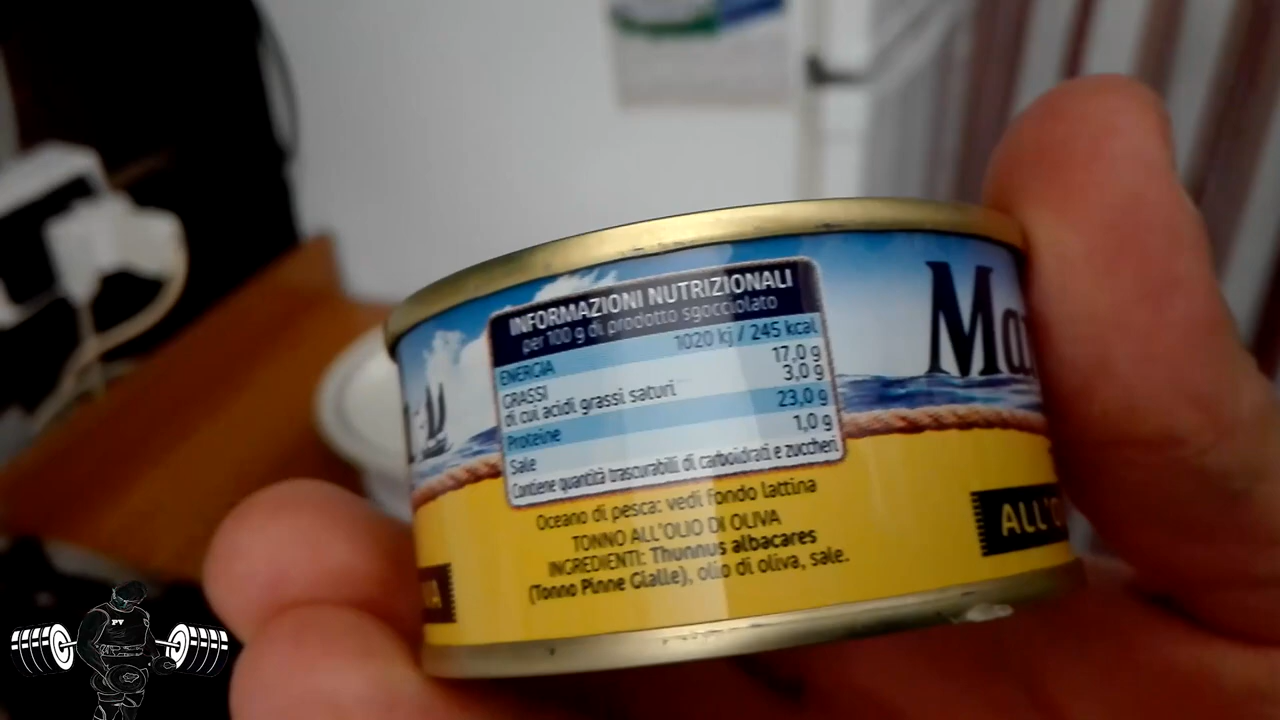 INFORMAZIONI NUTRIZIONALI
per 100 g di prodotto sgocciolato
ENERGIA 1020 kj / 245 kcal
GRASSI 17,0 g
di cui acidi grassi saturi 3,0 g
Proteine 23,0 g
Sale 1,0 g
Contiene quantità trascurabili di carboidrati e zuccheri
Oceano di pesca: vedi fondo lattina
TONNO ALL'OLIO DI OLIVA
INGREDIENTI: Thunnus albacares
(Tonno Pinne Gialle), olio di oliva, sale.
Ma
ALL'O